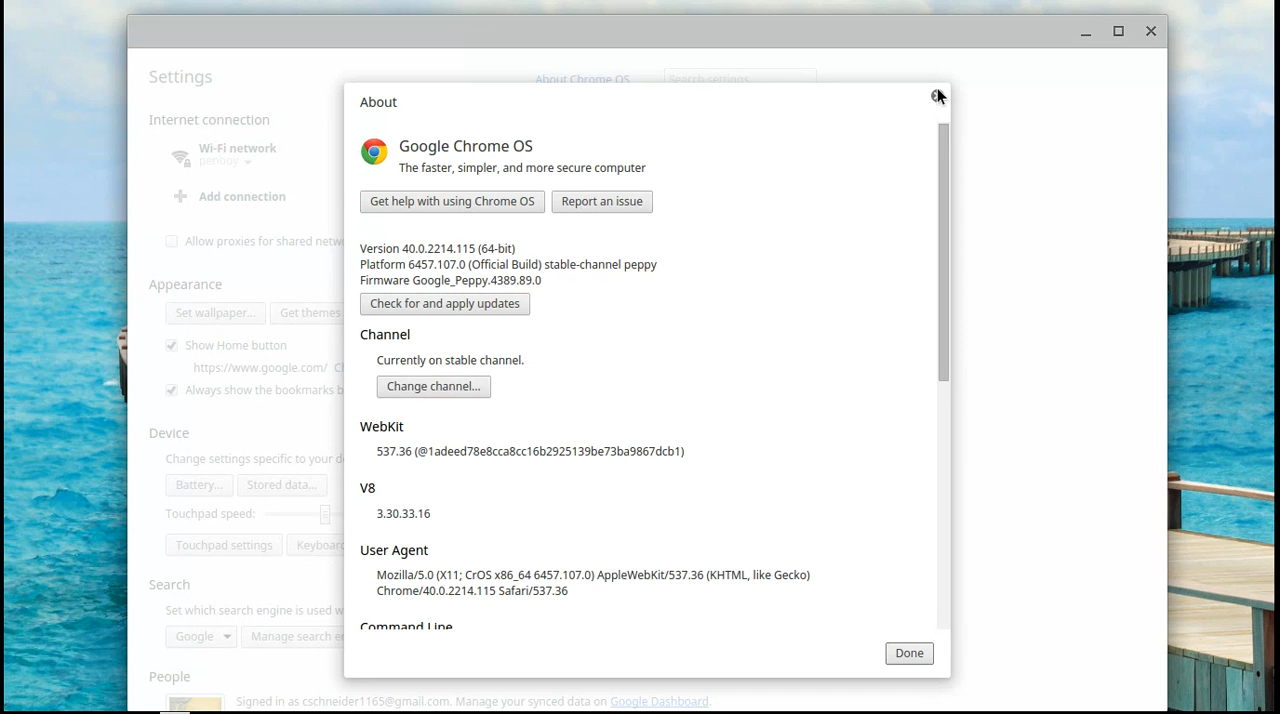 Settings
About Chrome OS
Search settings
Internet connection
Wi-Fi network
Add connection
Allow proxies for shared
Appearance
Set wallpaper...
Get themes
Show Home button
https://www.google.com/
Always show the bookmarks
Device
Change settings specific to your
Battery...
Stored data...
Touchpad speed:
Touchpad settings
Search
Set which search engine is used
Google
Manage search
People
Signed in as cschneider1165@gmail.com. Manage your synced data on Google Dashboard.
About
Google Chrome OS
The faster, simpler, and more secure computer
Get help with using Chrome OS
Report an issue
Version 40.0.2214.115 (64-bit)
Platform 6457.107.0 (Official Build) stable-channel peppy
Firmware Google_Peppy.4389.89.0
Check for and apply updates
Channel
Currently on stable channel.
Change channel...
WebKit
537.36 (@1adeed78e8cca8cc16b2925139be73ba9867dcb1)
V8
3.30.33.16
User Agent
Mozilla/5.0 (X11; CrOS x86_64 6457.107.0) AppleWebKit/537.36 (KHTML, like Gecko)
Chrome/40.0.2214.115 Safari/537.36
Command Line
Done